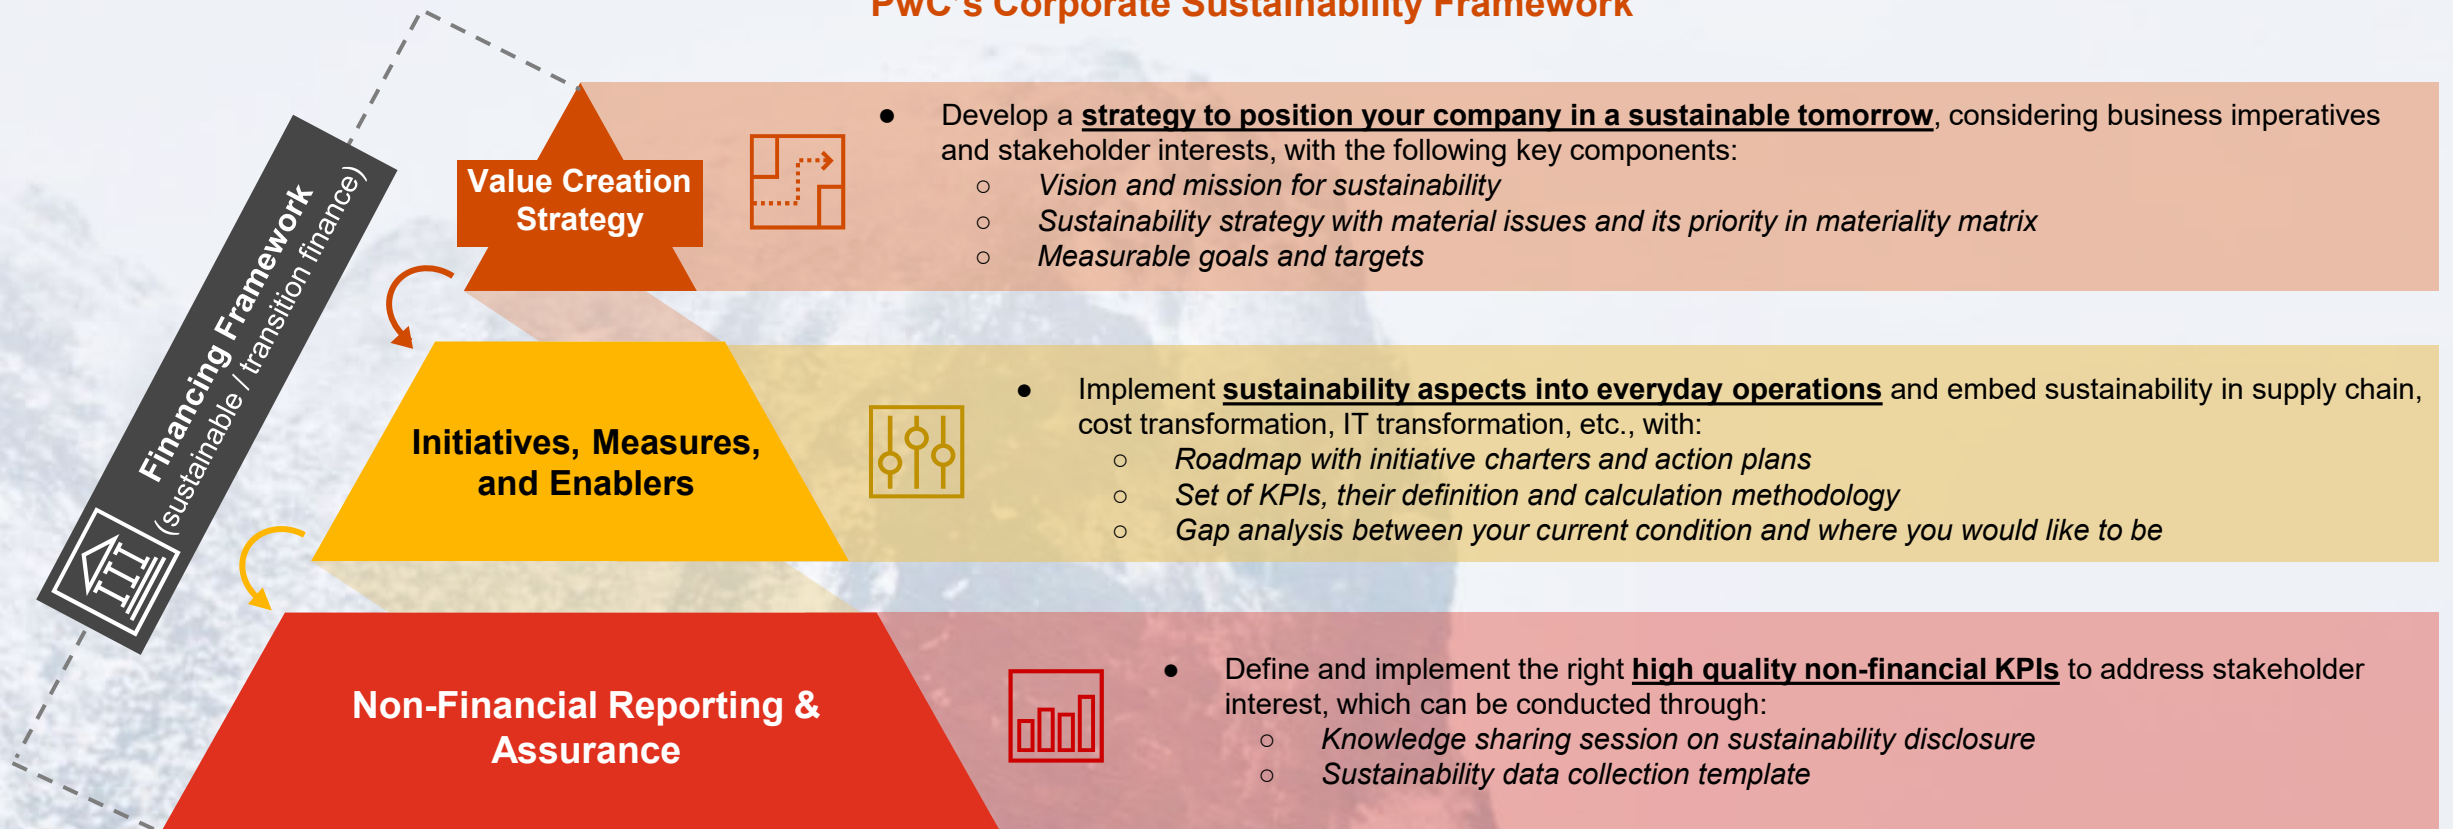 PwC's Corporate Sustainability Framework
Financing Framework
(sustainable / transition finance)
Value Creation
Strategy
● Develop a strategy to position your company in a sustainable tomorrow, considering business imperatives
and stakeholder interests, with the following key components:
○ Vision and mission for sustainability
○ Sustainability strategy with material issues and its priority in materiality matrix
○ Measurable goals and targets
Initiatives, Measures,
and Enablers
● Implement sustainability aspects into everyday operations and embed sustainability in supply chain,
cost transformation, IT transformation, etc., with:
○ Roadmap with initiative charters and action plans
○ Set of KPIs, their definition and calculation methodology
○ Gap analysis between your current condition and where you would like to be
Non-Financial Reporting &
Assurance
● Define and implement the right high quality non-financial KPIs to address stakeholder
interest, which can be conducted through:
○ Knowledge sharing session on sustainability disclosure
○ Sustainability data collection template